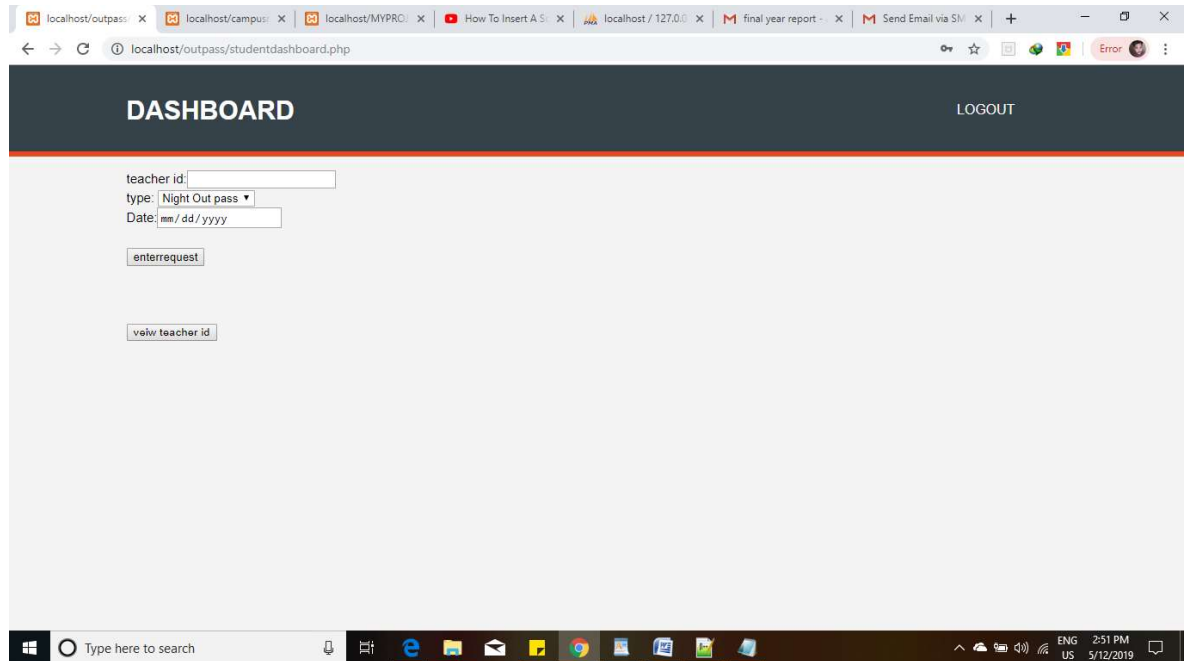 localhost/outpass
localhost/campus
localhost/MYPRO
How To Insert A S
localhost / 127.0.0
final year report -
Send Email via SM
localhost/outpass/studentdashboard.php
Error
DASHBOARD
LOGOUT
teacher id:
type: Night Out pass
Date: mm/dd/yyyy
enterrequest
veiw teacher id
Type here to search
ENG 2:51 PM
US 5/12/2019